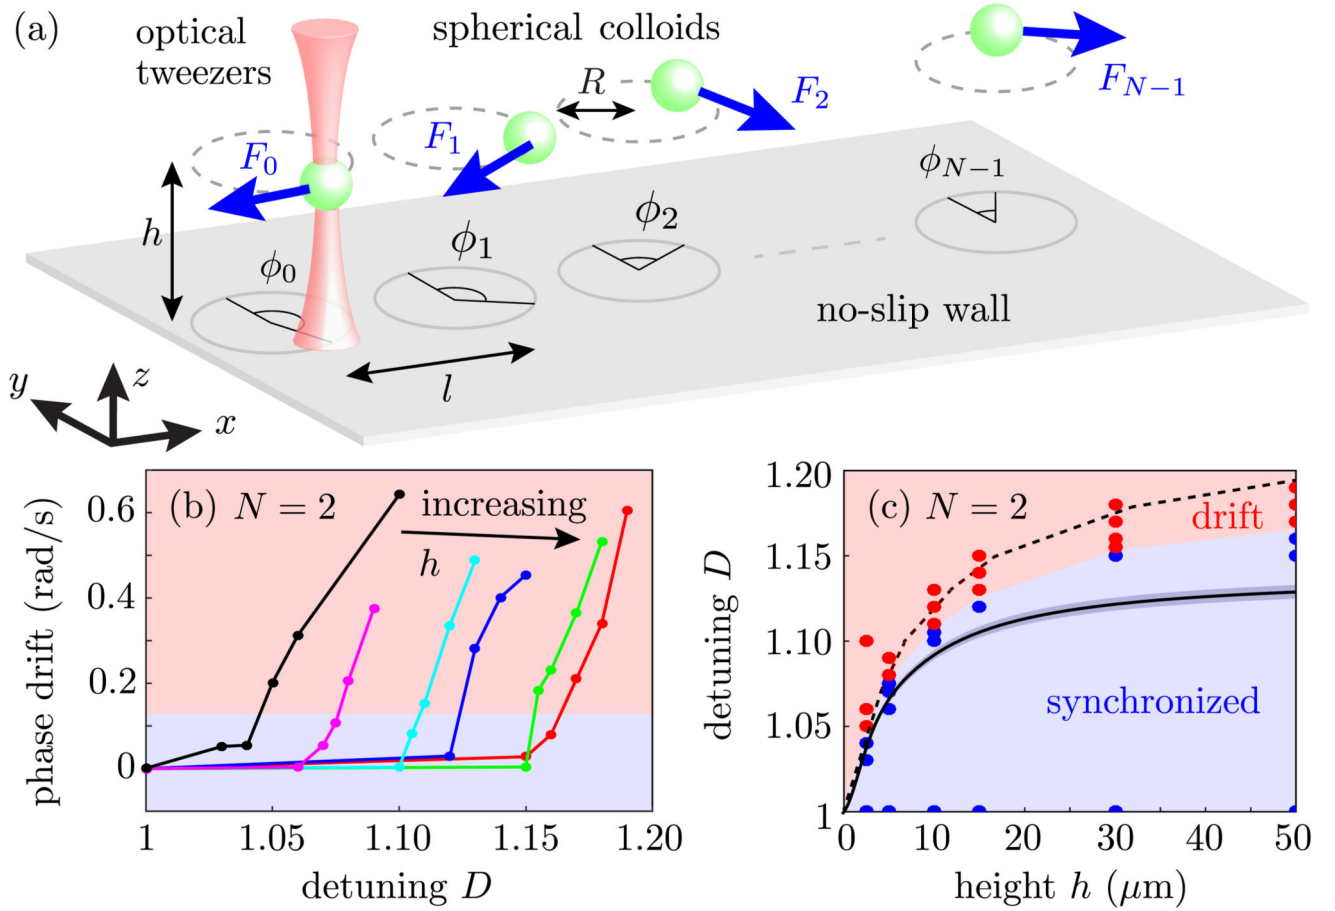 (a)
optical
tweezers
spherical colloids
R
F₀
F₁
F₂
F_{N−1}
h
ϕ₀
ϕ₁
ϕ₂
ϕ_{N−1}
no-slip wall
l
y
z
x
(b) N = 2
increasing
h
phase drift (rad/s)
0.6
0.4
0.2
0
1
1.05
1.10
1.15
1.20
detuning D
(c) N = 2
drift
synchronized
detuning D
1.20
1.15
1.10
1.05
1
0
10
20
30
40
50
height h (μm)